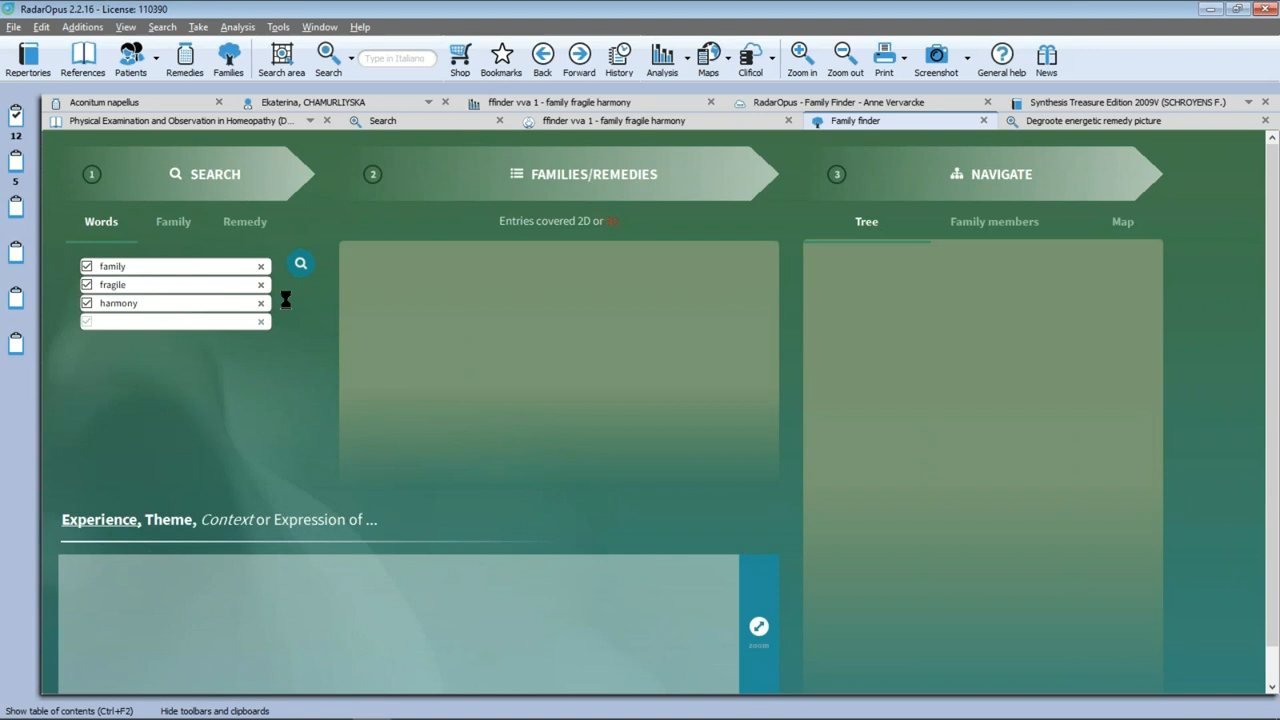 RadarOpus 2.2.16 - License: 110390
File Edit Additions View Search Take Analysis Tools Window Help
Repertories References Patients Remedies Families Search area Search Type in Italiano Shop Bookmarks Back Forward History Analysis Maps Clificol Zoom in Zoom out Print Screenshot General help News
Aconitum napellus Ekaterina, CHAMURLIYSKA ffinder vva 1 - family fragile harmony RadarOpus - Family Finder - Anne Vervarcke Synthesis Treasure Edition 2009V (SCHROYENS F.)
Physical Examination and Observation in Homeopathy (D... Search ffinder vva 1 - family fragile harmony Family finder Degroote energetic remedy picture
12
5
1 SEARCH 2 FAMILIES/REMEDIES 3 NAVIGATE
Words Family Remedy Entries covered 2D or Tree Family members Map
family
fragile
harmony
Experience, Theme, Context or Expression of ...
zoom
Show table of contents (Ctrl+F2) Hide toolbars and clipboards